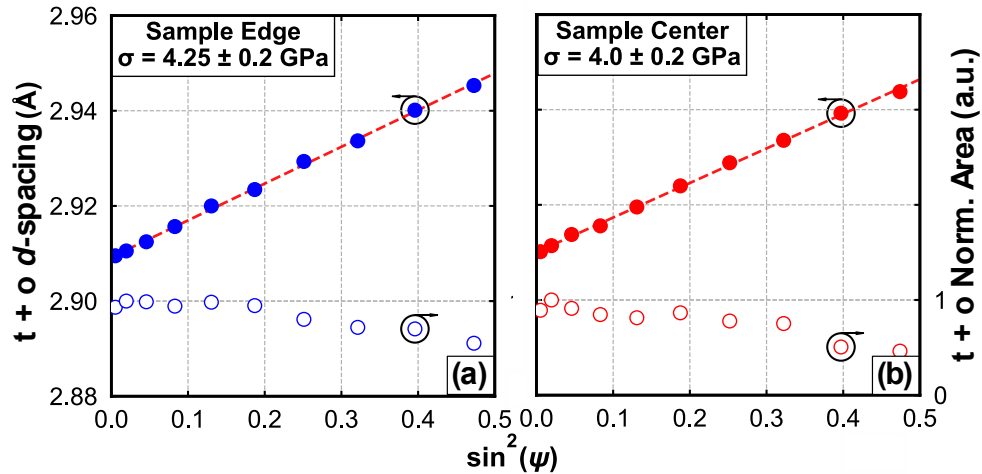 Sample Edge
σ = 4.25 ± 0.2 GPa
Sample Center
σ = 4.0 ± 0.2 GPa
t + o d-spacing (Å)
2.96
2.94
2.92
2.90
2.88
(a)
(b)
1
0
t + o Norm. Area (a.u.)
0.0 0.1 0.2 0.3 0.4 0.5
0.0 0.1 0.2 0.3 0.4 0.5
sin²(ψ)